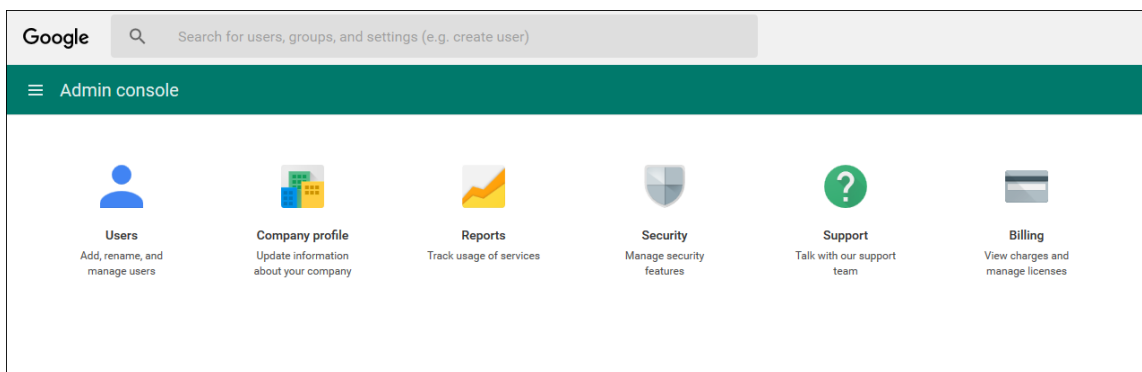 Google
Search for users, groups, and settings (e.g. create user)
Admin console
Users
Add, rename, and
manage users
Company profile
Update information
about your company
Reports
Track usage of services
Security
Manage security
features
Support
Talk with our support
team
Billing
View charges and
manage licenses